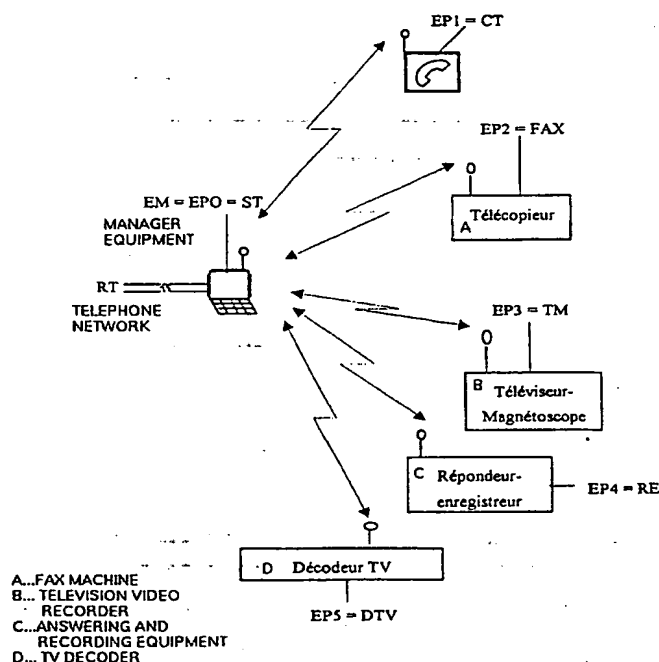 EP1 = CT
EP2 = FAX
A Télécopieur
EM = EPO = ST
MANAGER
EQUIPMENT
RT
TELEPHONE
NETWORK
EP3 = TM
B Téléviseur-
Magnétoscope
C Répondeur-
enregistreur
EP4 = RE
D Décodeur TV
EP5 = DTV
A...FAX MACHINE
B... TELEVISION VIDEO
RECORDER
C...ANSWERING AND
RECORDING EQUIPMENT
D... TV DECODER